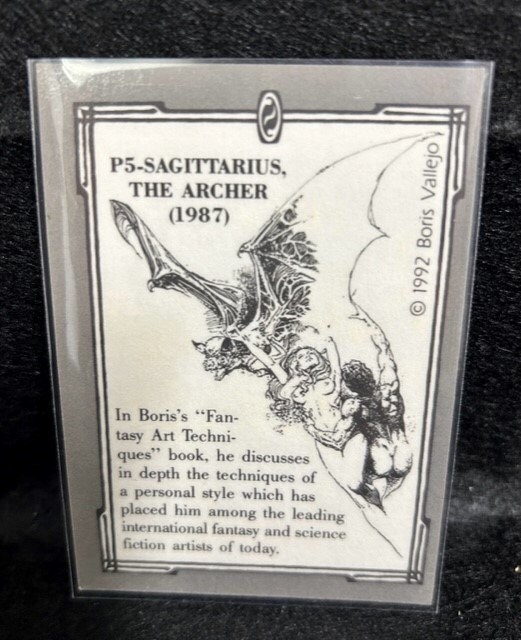 P5-SAGITTARIUS,
THE ARCHER
(1987)
© 1992 Boris Vallejo
In Boris's “Fan-
tasy Art Techni-
ques” book, he discusses
in depth the techniques of
a personal style which has
placed him among the leading
international fantasy and science
fiction artists of today.